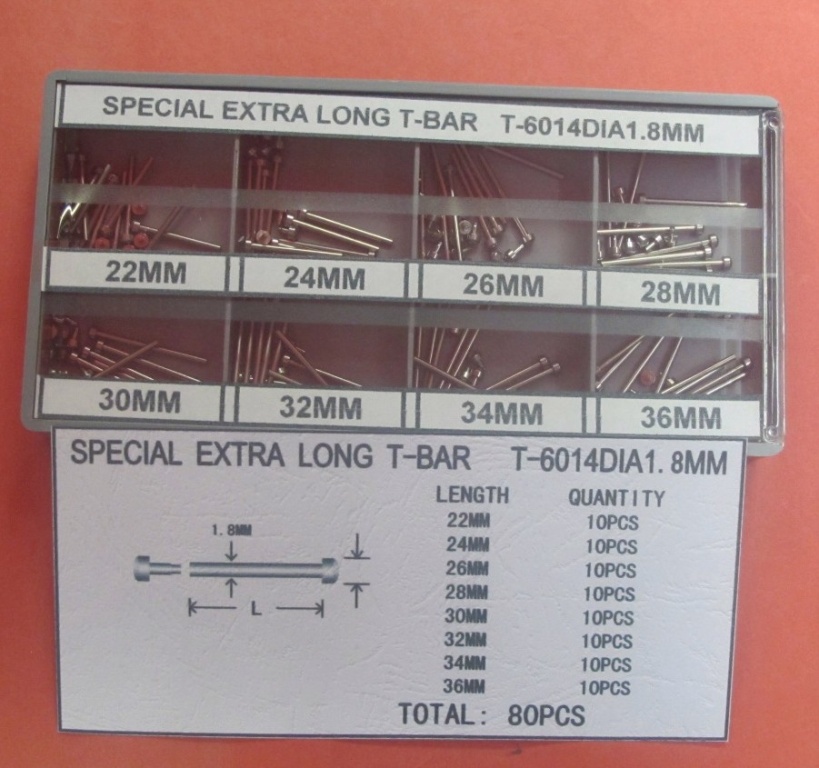 SPECIAL EXTRA LONG T-BAR T-6014DIA1.8MM
22MM 24MM 26MM 28MM
30MM 32MM 34MM 36MM
SPECIAL EXTRA LONG T-BAR T-6014DIA1.8MM
LENGTH QUANTITY
22MM 10PCS
1.8MM
24MM 10PCS
26MM 10PCS
28MM 10PCS
L
30MM 10PCS
32MM 10PCS
34MM 10PCS
36MM 10PCS
TOTAL: 80PCS